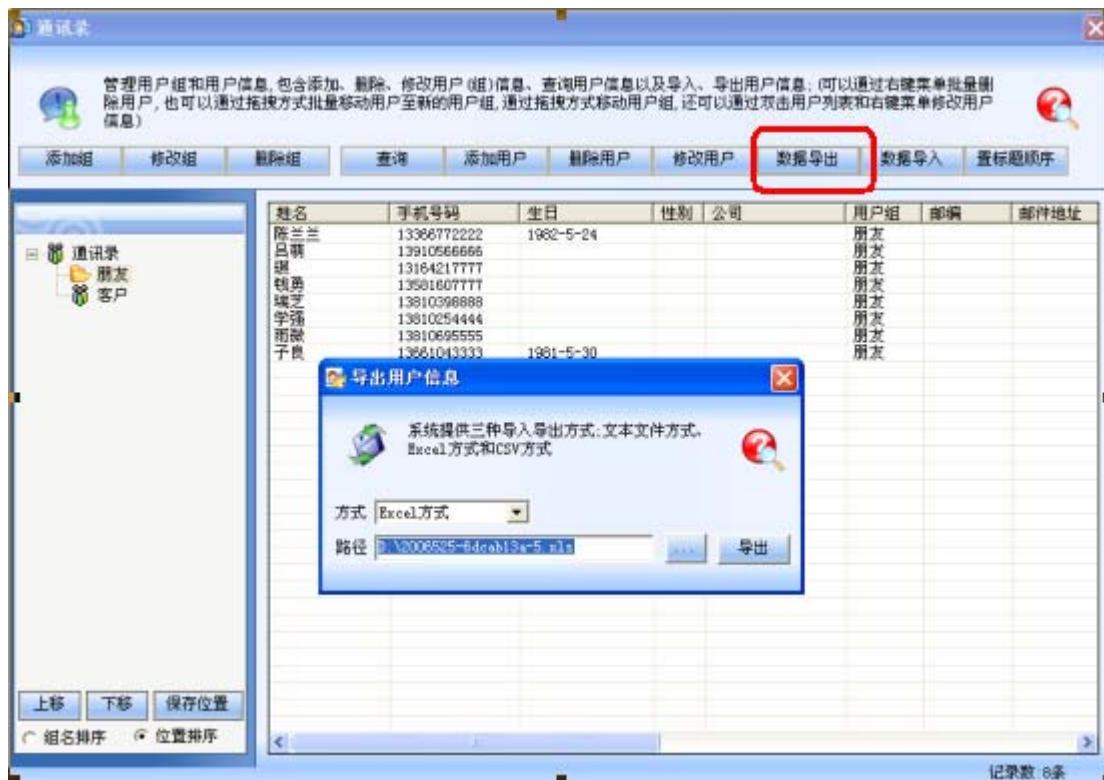 通讯录
管理用户组和用户信息,包含添加、删除、修改用户(组)信息、查询用户信息以及导入、导出用户信息;(可以通过右键菜单批量删
除用户,也可以通过拖拽方式批量移动用户至新的用户组,通过拖拽方式移动用户组,还可以通过双击用户列表和右键菜单修改用户
信息)
添加组 修改组 删除组 查询 添加用户 删除用户 修改用户 数据导出 数据导入 置标题顺序
姓名 手机号码 生日 性别 公司 用户组 邮编 邮件地址
陈兰兰 13366772222 1982-5-24 朋友
吕萌 13910566666 朋友
13164217777 朋友
钱勇 13581607777 朋友
瑞芝 13810398888 朋友
学强 13810254444 朋友
雨薇 13810695555 朋友
子良 13661043333 1981-5-30 朋友
通讯录
朋友
客户
导出用户信息
系统提供三种导入导出方式:文本文件方式、
Excel方式和CSV方式
方式 Excel方式
路径 ... 导出
上移 下移 保存位置
组名排序 位置排序
记录数:8条